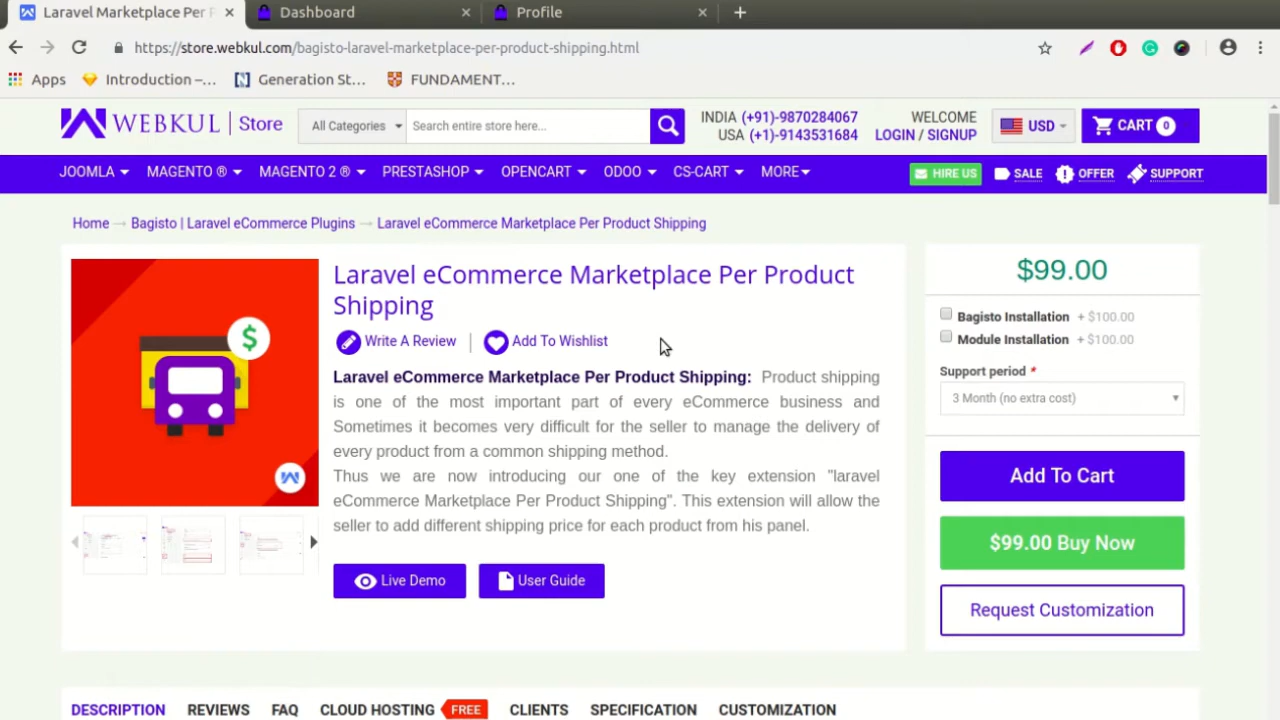 Laravel Marketplace Per P
Dashboard
Profile
https://store.webkul.com/bagisto-laravel-marketplace-per-product-shipping.html
Apps
Introduction –...
Generation St...
FUNDAMENT...
WEBKUL | Store
All Categories
Search entire store here...
INDIA (+91)-9870284067
USA (+1)-9143531684
WELCOME
LOGIN / SIGNUP
USD
CART 0
JOOMLA
MAGENTO ®
MAGENTO 2 ®
PRESTASHOP
OPENCART
ODOO
CS-CART
MORE
HIRE US
SALE
OFFER
SUPPORT
Home → Bagisto | Laravel eCommerce Plugins → Laravel eCommerce Marketplace Per Product Shipping
$
Laravel eCommerce Marketplace Per Product
Shipping
Write A Review | Add To Wishlist
Laravel eCommerce Marketplace Per Product Shipping: Product shipping
is one of the most important part of every eCommerce business and
Sometimes it becomes very difficult for the seller to manage the delivery of
every product from a common shipping method.
Thus we are now introducing our one of the key extension "laravel
eCommerce Marketplace Per Product Shipping". This extension will allow the
seller to add different shipping price for each product from his panel.
Live Demo
User Guide
$99.00
Bagisto Installation + $100.00
Module Installation + $100.00
Support period *
3 Month (no extra cost)
Add To Cart
$99.00 Buy Now
Request Customization
DESCRIPTION
REVIEWS
FAQ
CLOUD HOSTING FREE
CLIENTS
SPECIFICATION
CUSTOMIZATION